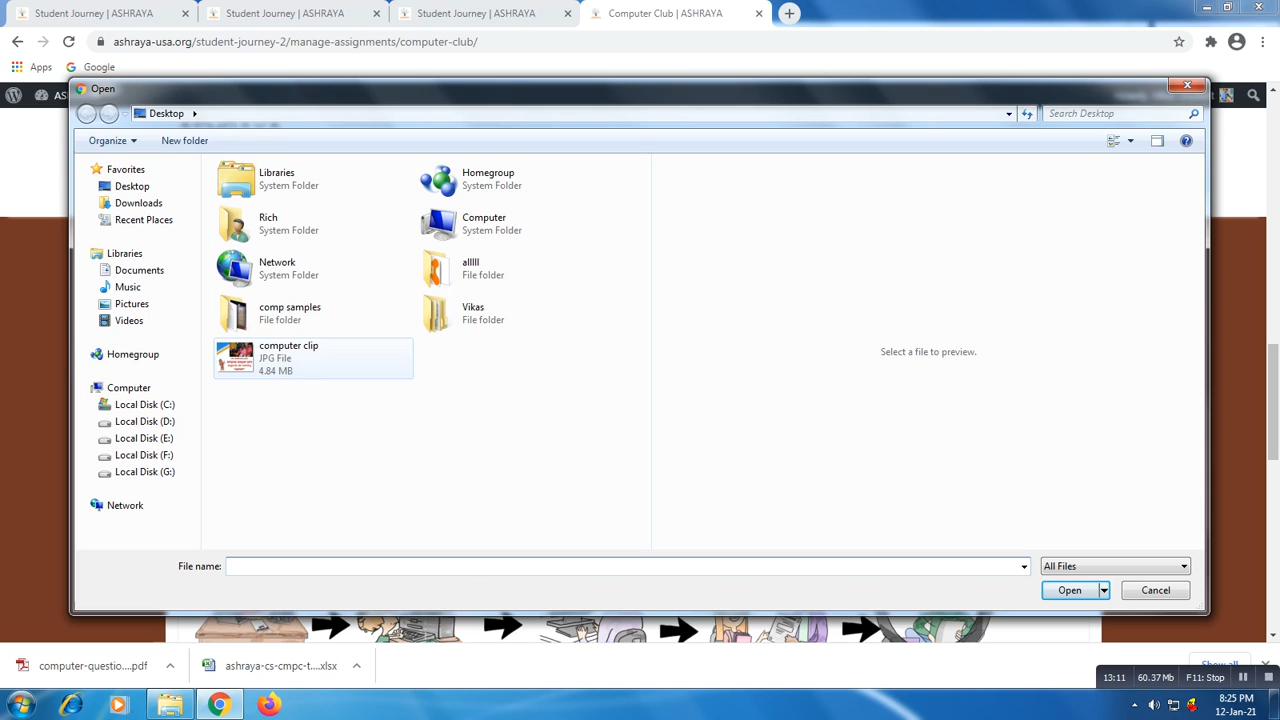 Student Journey | ASHRAYA
Student Journey | ASHRAYA
Student Journey | ASHRAYA
Computer Club | ASHRAYA
ashraya-usa.org/student-journey-2/manage-assignments/computer-club/
Apps
Google
Open
Desktop
Search Desktop
Organize
New folder
Favorites
Desktop
Downloads
Recent Places
Libraries
Documents
Music
Pictures
Videos
Homegroup
Computer
Local Disk (C:)
Local Disk (D:)
Local Disk (E:)
Local Disk (F:)
Local Disk (G:)
Network
Libraries
System Folder
Homegroup
System Folder
Rich
System Folder
Computer
System Folder
Network
System Folder
alllll
File folder
comp samples
File folder
Vikas
File folder
computer clip
JPG File
4.84 MB
Select a file to preview.
File name:
All Files
Open
Cancel
computer-questio....pdf
ashraya-cs-cmpc-t....xlsx
Show all
13:11
60.37 Mb
F11: Stop
8:25 PM
12-Jan-21